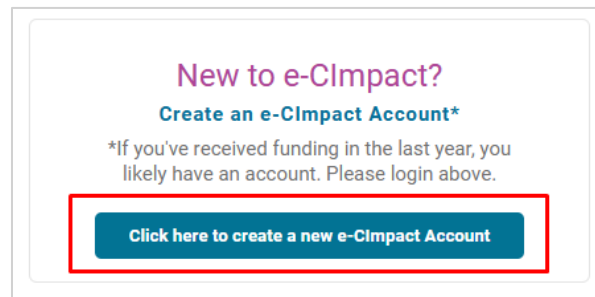 New to e-CImpact?
Create an e-CImpact Account*
*If you've received funding in the last year, you
likely have an account. Please login above.
Click here to create a new e-CImpact Account